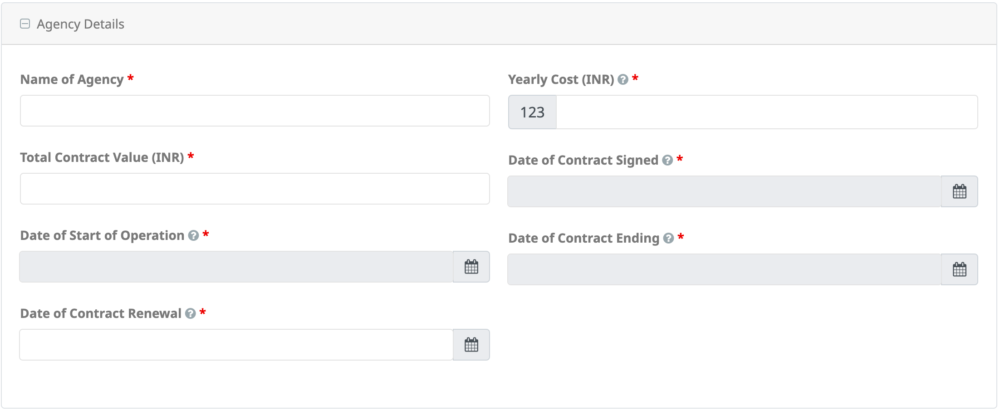 Agency Details
Name of Agency *
Yearly Cost (INR) ? *
123
Total Contract Value (INR) *
Date of Contract Signed ? *
Date of Start of Operation ? *
Date of Contract Ending ? *
Date of Contract Renewal ? *